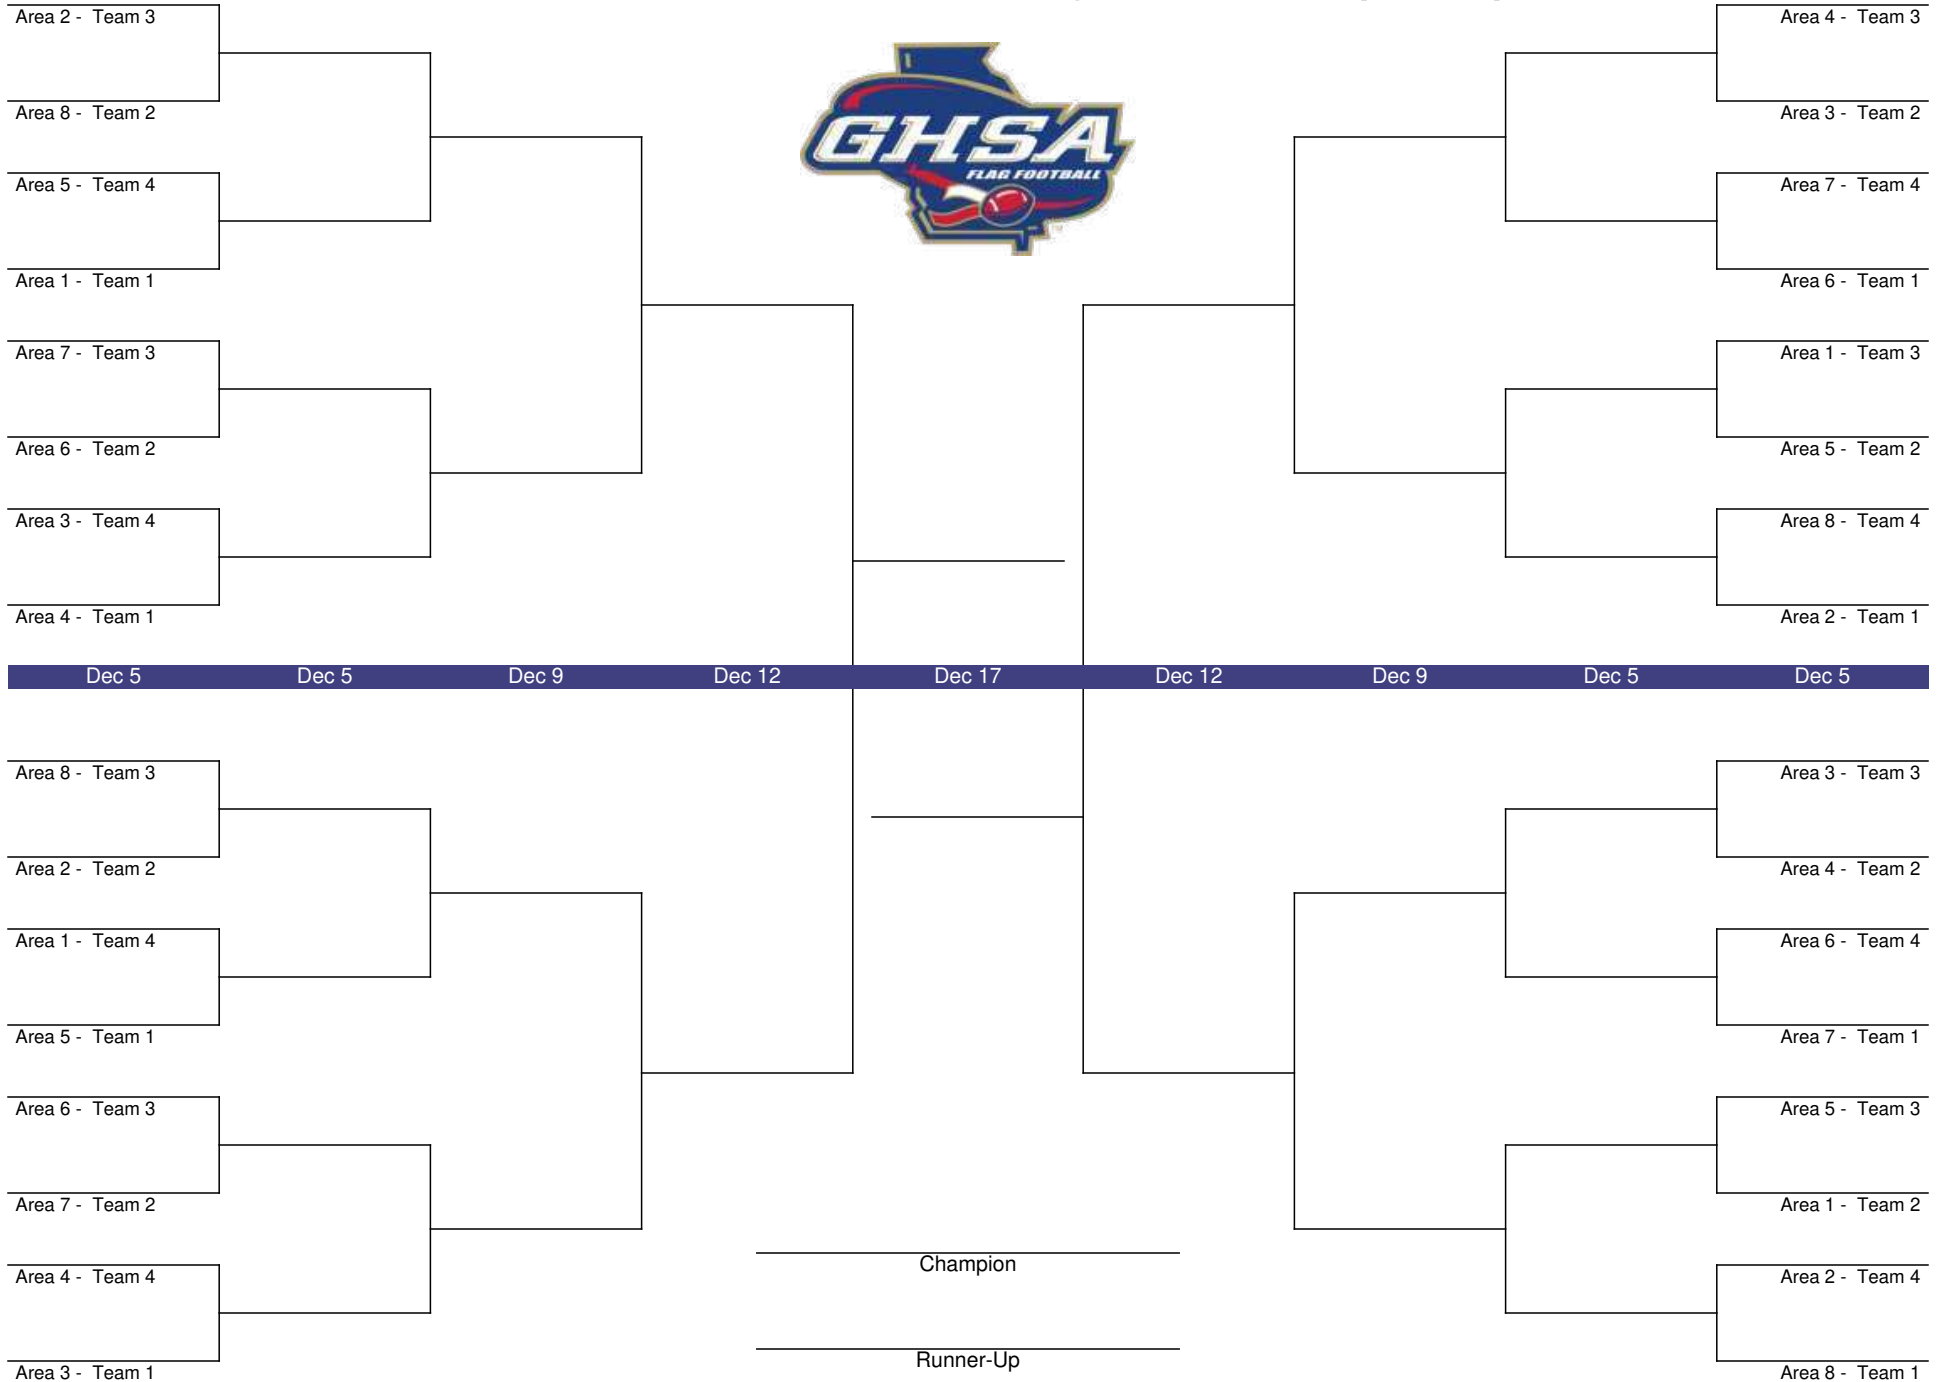 Area 2 - Team 3
Area 8 - Team 2
Area 5 - Team 4
Area 1 - Team 1
Area 7 - Team 3
Area 6 - Team 2
Area 3 - Team 4
Area 4 - Team 1
GHSA
FLAG FOOTBALL
Area 4 - Team 3
Area 3 - Team 2
Area 7 - Team 4
Area 6 - Team 1
Area 1 - Team 3
Area 5 - Team 2
Area 8 - Team 4
Area 2 - Team 1
Dec 5 Dec 5 Dec 9 Dec 12 Dec 17 Dec 12 Dec 9 Dec 5 Dec 5
Area 8 - Team 3
Area 2 - Team 2
Area 1 - Team 4
Area 5 - Team 1
Area 6 - Team 3
Area 7 - Team 2
Area 4 - Team 4
Area 3 - Team 1
Champion
Runner-Up
Area 3 - Team 3
Area 4 - Team 2
Area 6 - Team 4
Area 7 - Team 1
Area 5 - Team 3
Area 1 - Team 2
Area 2 - Team 4
Area 8 - Team 1